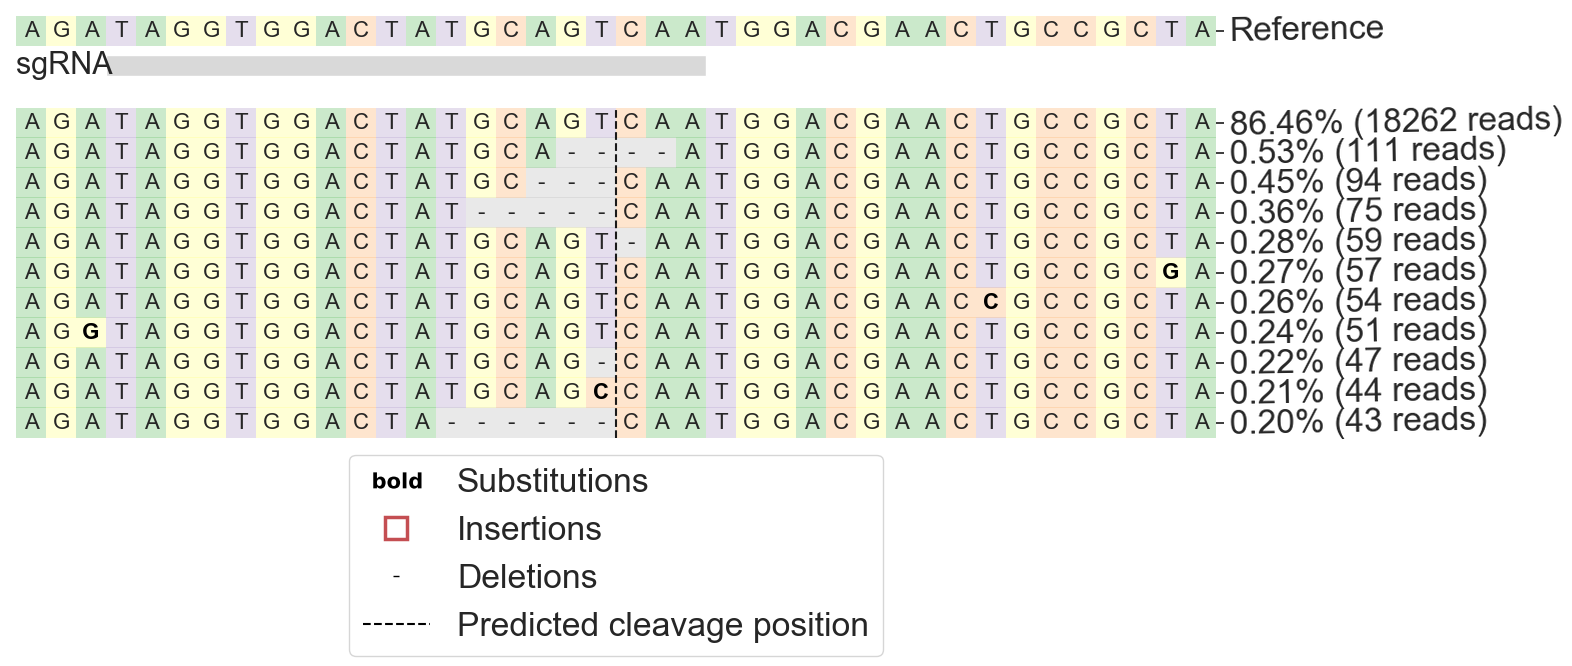 A G A T A G G T G G A C T A T G C A G T C A A T G G A C G A A C T G C C G C T A Reference
sgRNA
A G A T A G G T G G A C T A T G C A G T C A A T G G A C G A A C T G C C G C T A 86.46% (18262 reads)
A G A T A G G T G G A C T A T G C A - - - - A T G G A C G A A C T G C C G C T A 0.53% (111 reads)
A G A T A G G T G G A C T A T G C - - - C A A T G G A C G A A C T G C C G C T A 0.45% (94 reads)
A G A T A G G T G G A C T A T - - - - - C A A T G G A C G A A C T G C C G C T A 0.36% (75 reads)
A G A T A G G T G G A C T A T G C A G T - A A T G G A C G A A C T G C C G C T A 0.28% (59 reads)
A G A T A G G T G G A C T A T G C A G T C A A T G G A C G A A C T G C C G C G A 0.27% (57 reads)
A G A T A G G T G G A C T A T G C A G T C A A T G G A C G A A C C G C C G C T A 0.26% (54 reads)
A G G T A G G T G G A C T A T G C A G T C A A T G G A C G A A C T G C C G C T A 0.24% (51 reads)
A G A T A G G T G G A C T A T G C A G - C A A T G G A C G A A C T G C C G C T A 0.22% (47 reads)
A G A T A G G T G G A C T A T G C A G C C A A T G G A C G A A C T G C C G C T A 0.21% (44 reads)
A G A T A G G T G G A C T A - - - - - - C A A T G G A C G A A C T G C C G C T A 0.20% (43 reads)
bold Substitutions
Insertions
- Deletions
Predicted cleavage position